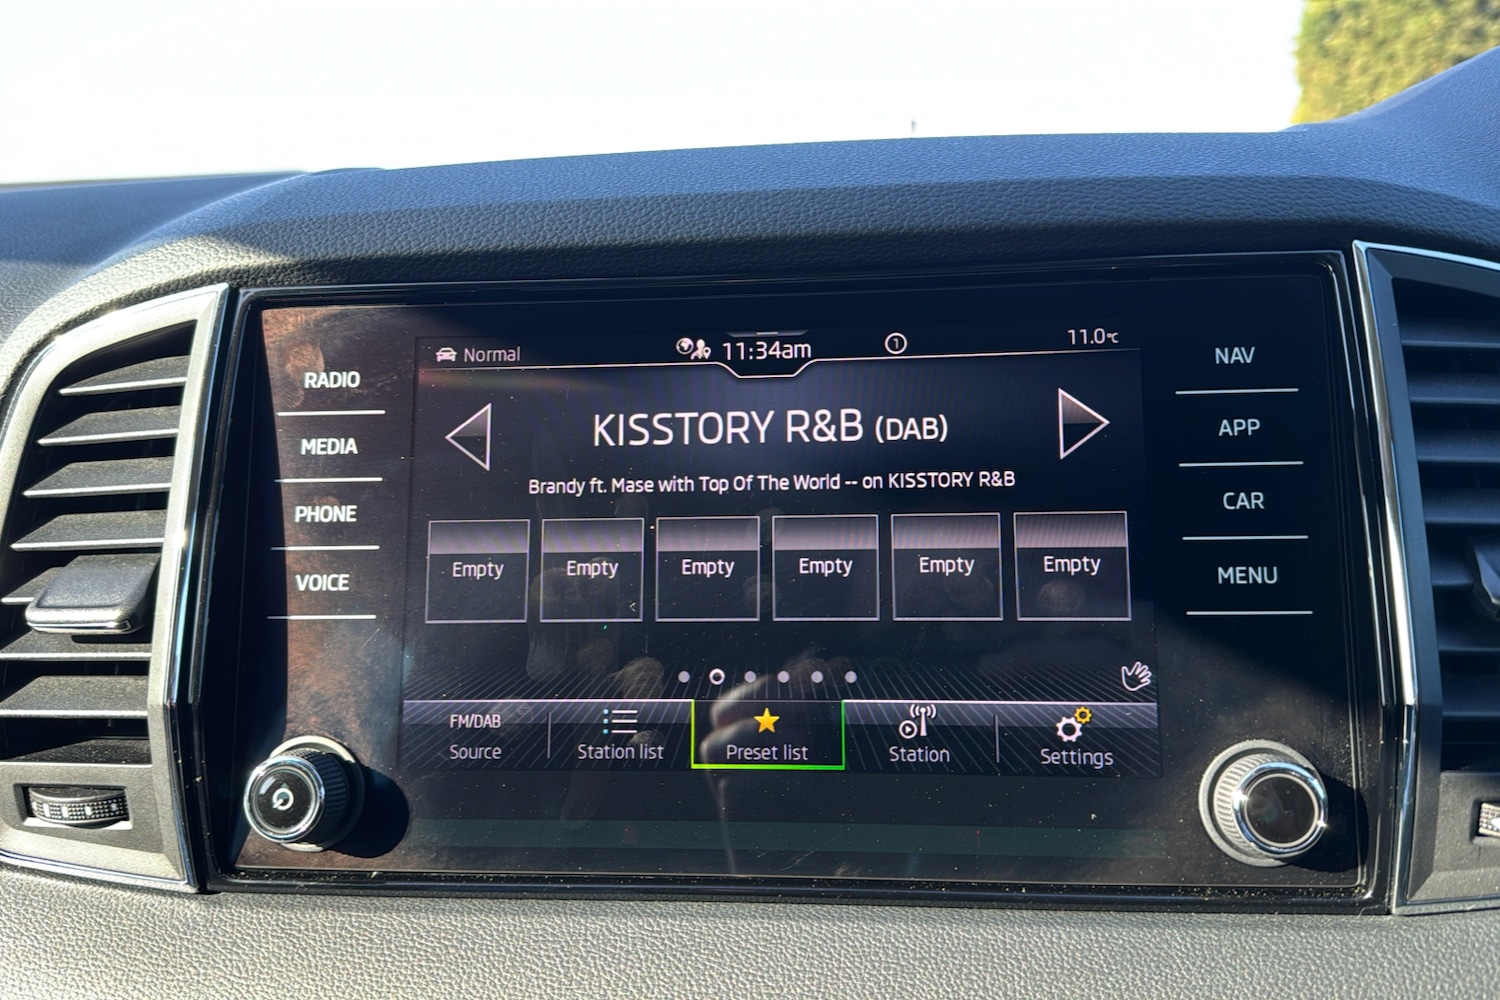 Normal
11:34am
1
11.0°C
RADIO
MEDIA
PHONE
VOICE
KISSTORY R&B (DAB)
Brandy ft. Mase with Top Of The World -- on KISSTORY R&B
Empty
Empty
Empty
Empty
Empty
Empty
FM/DAB
Source
Station list
Preset list
Station
Settings
NAV
APP
CAR
MENU